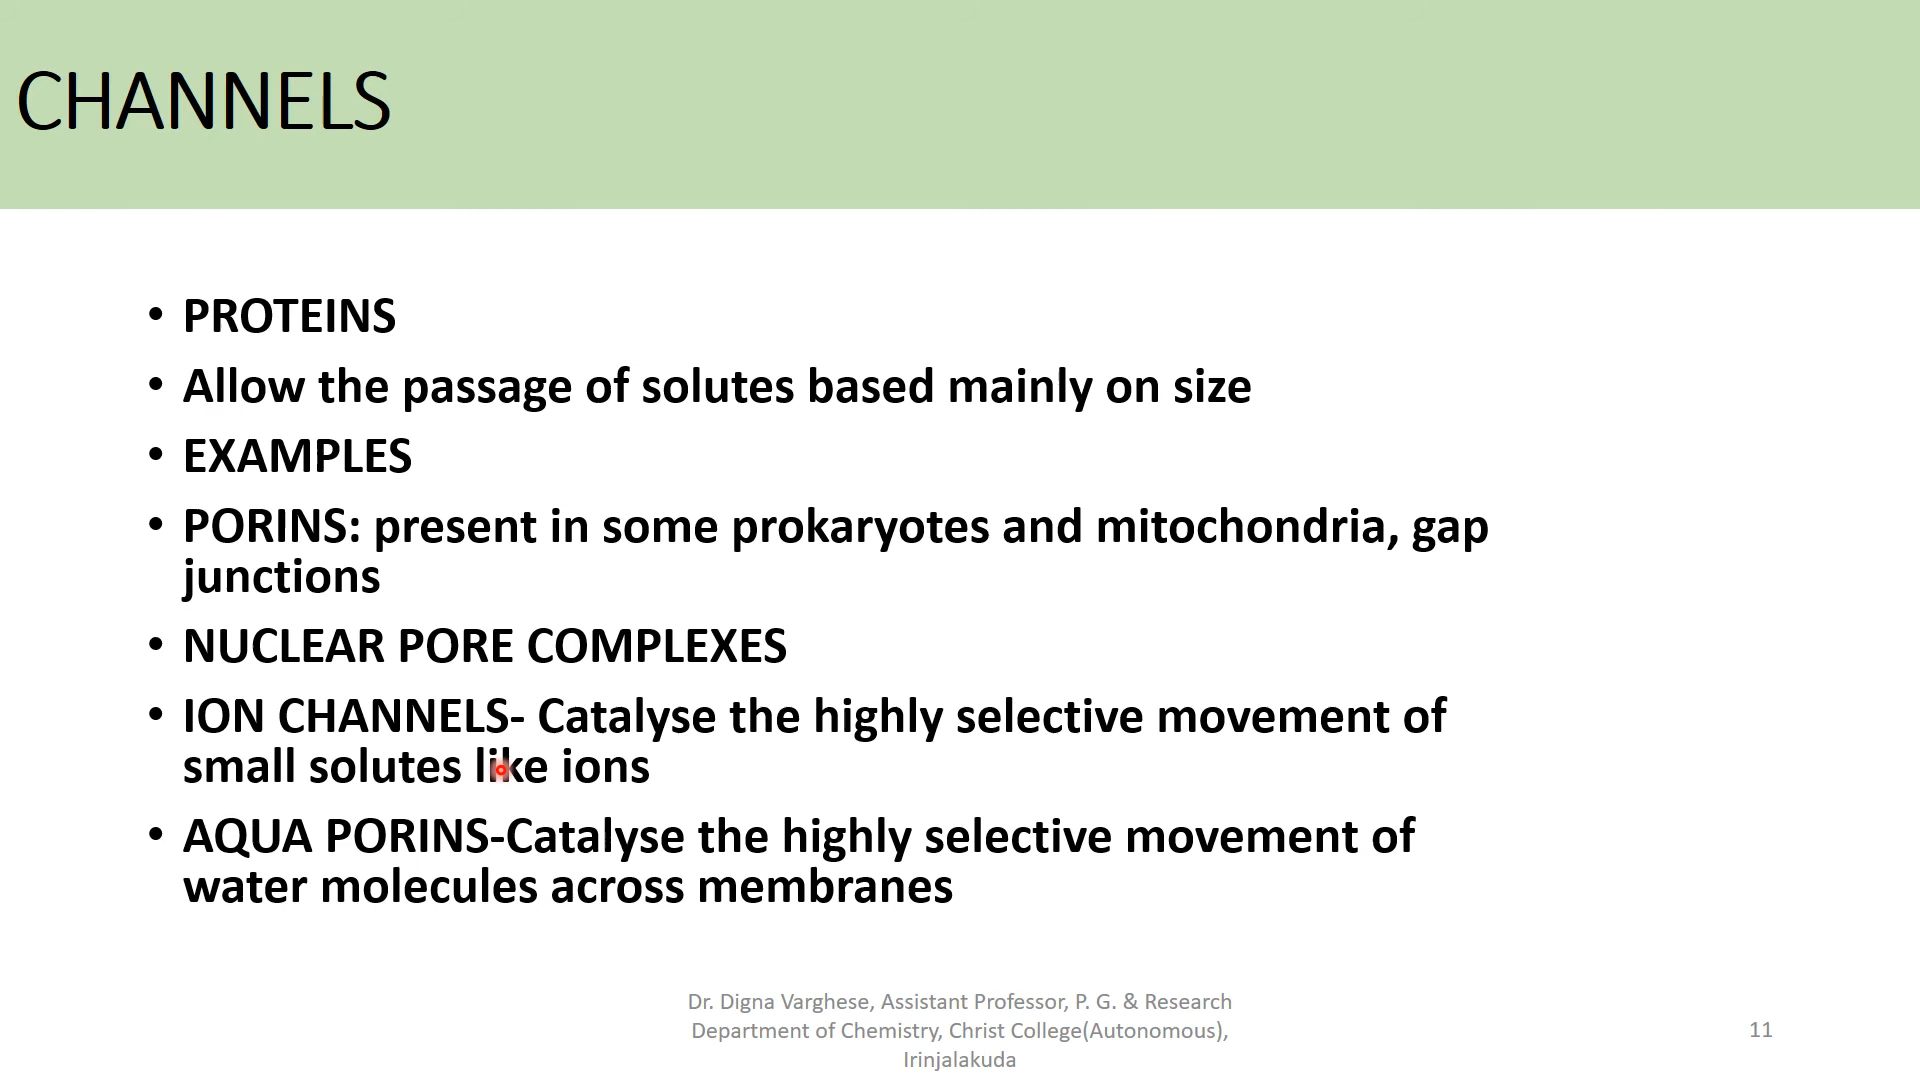 CHANNELS
• PROTEINS
• Allow the passage of solutes based mainly on size
• EXAMPLES
• PORINS: present in some prokaryotes and mitochondria, gap
junctions
• NUCLEAR PORE COMPLEXES
• ION CHANNELS- Catalyse the highly selective movement of
small solutes like ions
• AQUA PORINS-Catalyse the highly selective movement of
water molecules across membranes
Dr. Digna Varghese, Assistant Professor, P. G. & Research
Department of Chemistry, Christ College(Autonomous),
Irinjalakuda
11